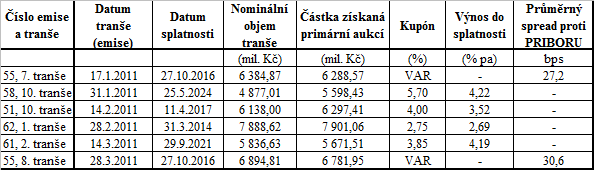 Číslo emise a tranše | Datum tranše (emise) | Datum splatnosti | Nominální objem tranše | Částka získaná primární aukcí | Kupón | Výnos do splatnosti | Průměrný spread proti PRIBORU
(mil. Kč) | (mil. Kč) | (%) | (% pa) | bps
55, 7. tranše | 17.1.2011 | 27.10.2016 | 6 384,87 | 6 288,57 | VAR | - | 27,2
58, 10. tranše | 31.1.2011 | 25.5.2024 | 4 877,01 | 5 598,43 | 5,70 | 4,22 | -
51, 10. tranše | 14.2.2011 | 11.4.2017 | 6 138,00 | 6 297,41 | 4,00 | 3,52 | -
62, 1. tranše | 28.2.2011 | 31.3.2014 | 7 888,62 | 7 901,06 | 2,75 | 2,69 | -
61, 2. tranše | 14.3.2011 | 29.9.2021 | 5 836,63 | 5 671,51 | 3,85 | 4,19 | -
55, 8. tranše | 28.3.2011 | 27.10.2016 | 6 894,81 | 6 781,95 | VAR | - | 30,6